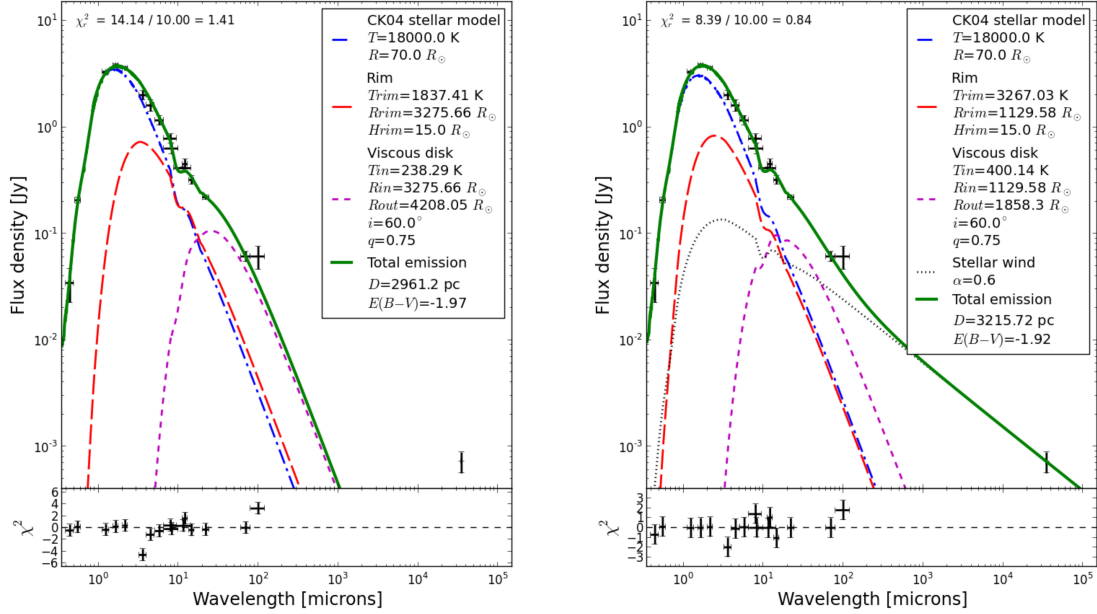 χ²ᵣ = 14.14 / 10.00 = 1.41
CK04 stellar model
T=18000.0 K
R=70.0 R⊙
Rim
Trim=1837.41 K
Rrim=3275.66 R⊙
Hrim=15.0 R⊙
Viscous disk
Tin=238.29 K
Rin=3275.66 R⊙
Rout=4208.05 R⊙
i=60.0°
q=0.75
Total emission
D=2961.2 pc
E(B−V)=-1.97
Flux density [Jy]
10¹
10⁰
10⁻¹
10⁻²
10⁻³
χ²
6
4
2
0
-2
-4
-6
10⁰ 10¹ 10² 10³ 10⁴ 10⁵
Wavelength [microns]
χ²ᵣ = 8.39 / 10.00 = 0.84
CK04 stellar model
T=18000.0 K
R=70.0 R⊙
Rim
Trim=3267.03 K
Rrim=1129.58 R⊙
Hrim=15.0 R⊙
Viscous disk
Tin=400.14 K
Rin=1129.58 R⊙
Rout=1858.3 R⊙
i=60.0°
q=0.75
Stellar wind
α=0.6
Total emission
D=3215.72 pc
E(B−V)=-1.92
Flux density [Jy]
10¹
10⁰
10⁻¹
10⁻²
10⁻³
χ²
3
2
1
0
-1
-2
-3
10⁰ 10¹ 10² 10³ 10⁴ 10⁵
Wavelength [microns]